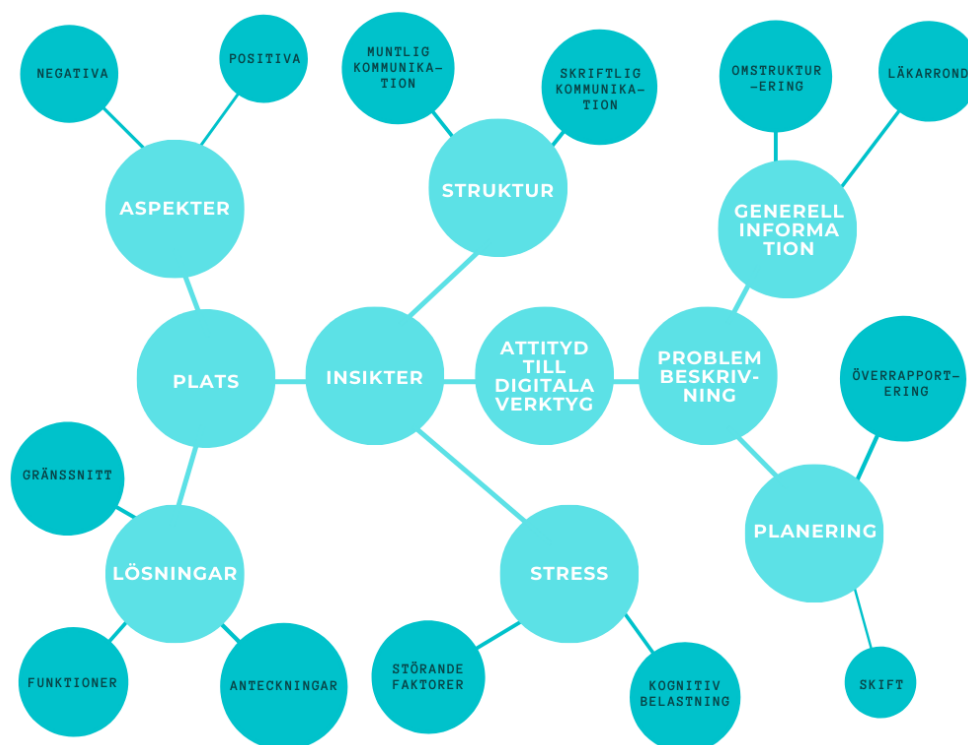 NEGATIVA
POSITIVA
ASPEKTER
MUNTLIG
KOMMUNIKA–
TION
SKRIFTLIG
KOMMUNIKA–
TION
STRUKTUR
OMSTRUKTUR
–ERING
LÄKARROND
GENERELL
INFORMA
TION
PLATS
INSIKTER
ATTITYD
TILL
DIGITALA
VERKTYG
PROBLEM
BESKRIV-
NING
ÖVERRAPPORT–
ERING
PLANERING
SKIFT
GRÄNSSNITT
LÖSNINGAR
FUNKTIONER
ANTECKNINGAR
STRESS
STÖRANDE
FAKTORER
KOGNITIV
BELASTNING